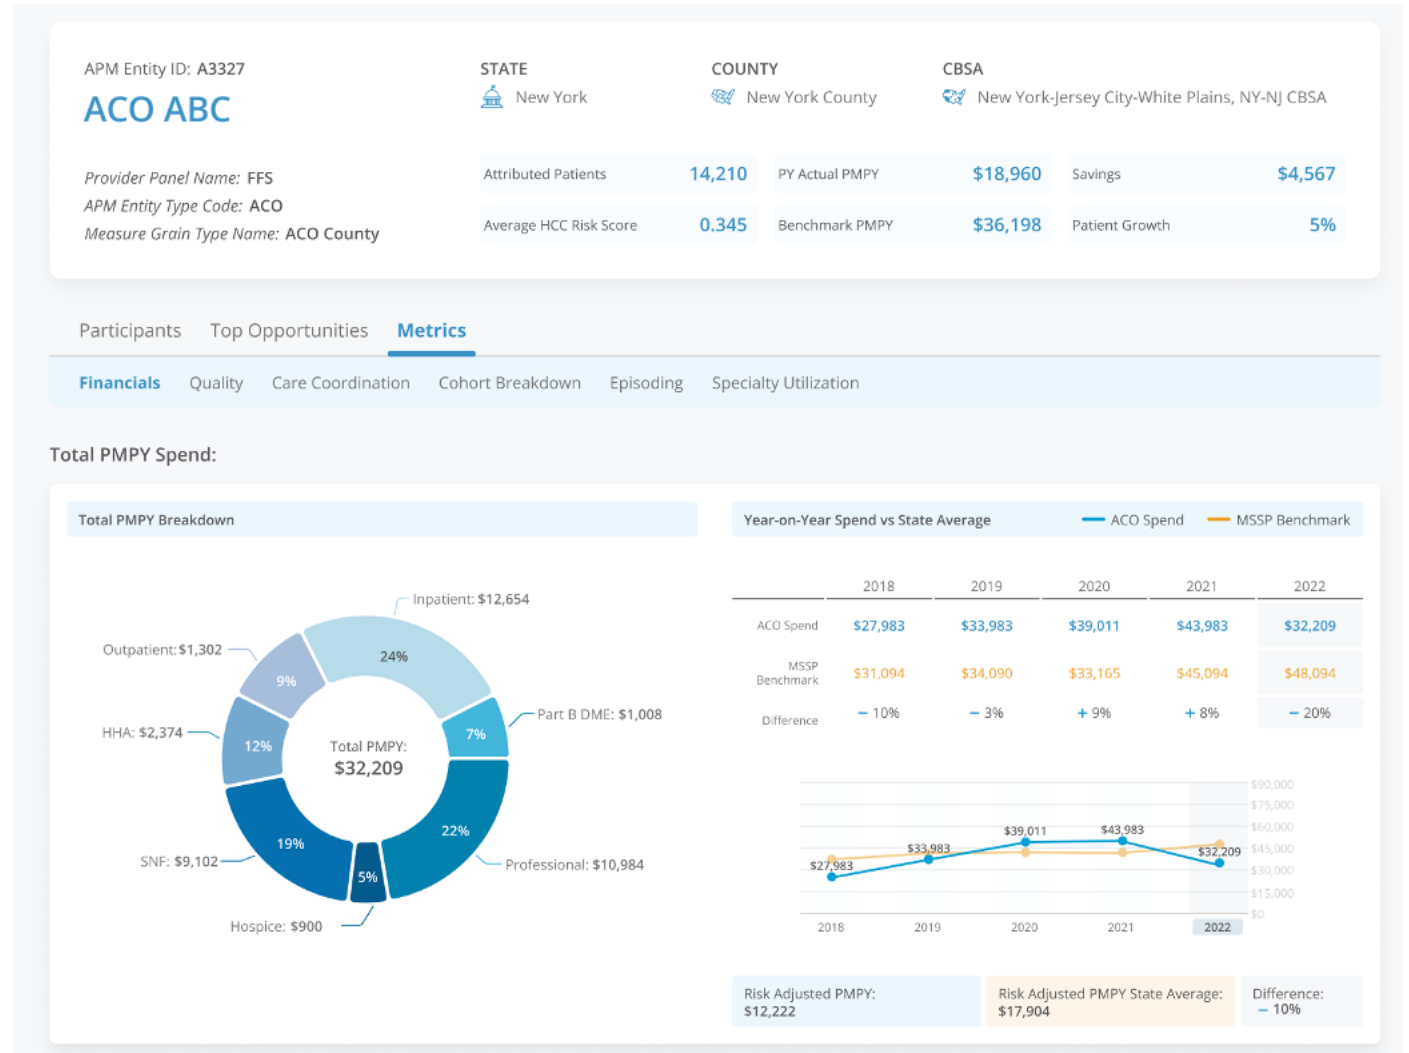 APM Entity ID: A3327
ACO ABC
Provider Panel Name: FFS
APM Entity Type Code: ACO
Measure Grain Type Name: ACO County
STATE
New York
COUNTY
New York County
CBSA
New York-Jersey City-White Plains, NY-NJ CBSA
Attributed Patients 14,210
PY Actual PMPY $18,960
Savings $4,567
Average HCC Risk Score 0.345
Benchmark PMPY $36,198
Patient Growth 5%
Participants Top Opportunities Metrics
Financials Quality Care Coordination Cohort Breakdown Episoding Specialty Utilization
Total PMPY Spend:
Total PMPY Breakdown
Inpatient: $12,654
24%
Outpatient: $1,302
9%
Part B DME: $1,008
7%
HHA: $2,374
12%
Total PMPY:
$32,209
22%
19%
SNF: $9,102
Professional: $10,984
5%
Hospice: $900
Year-on-Year Spend vs State Average
ACO Spend MSSP Benchmark
2018 2019 2020 2021 2022
ACO Spend $27,983 $33,983 $39,011 $43,983 $32,209
MSSP
Benchmark $31,094 $34,090 $33,165 $45,094 $48,094
Difference − 10% − 3% + 9% + 8% − 20%
$90,000
$75,000
$60,000
$45,000
$30,000
$15,000
$0
$27,983 $33,983 $39,011 $43,983 $32,209
2018 2019 2020 2021 2022
Risk Adjusted PMPY:
$12,222
Risk Adjusted PMPY State Average:
$17,904
Difference:
− 10%